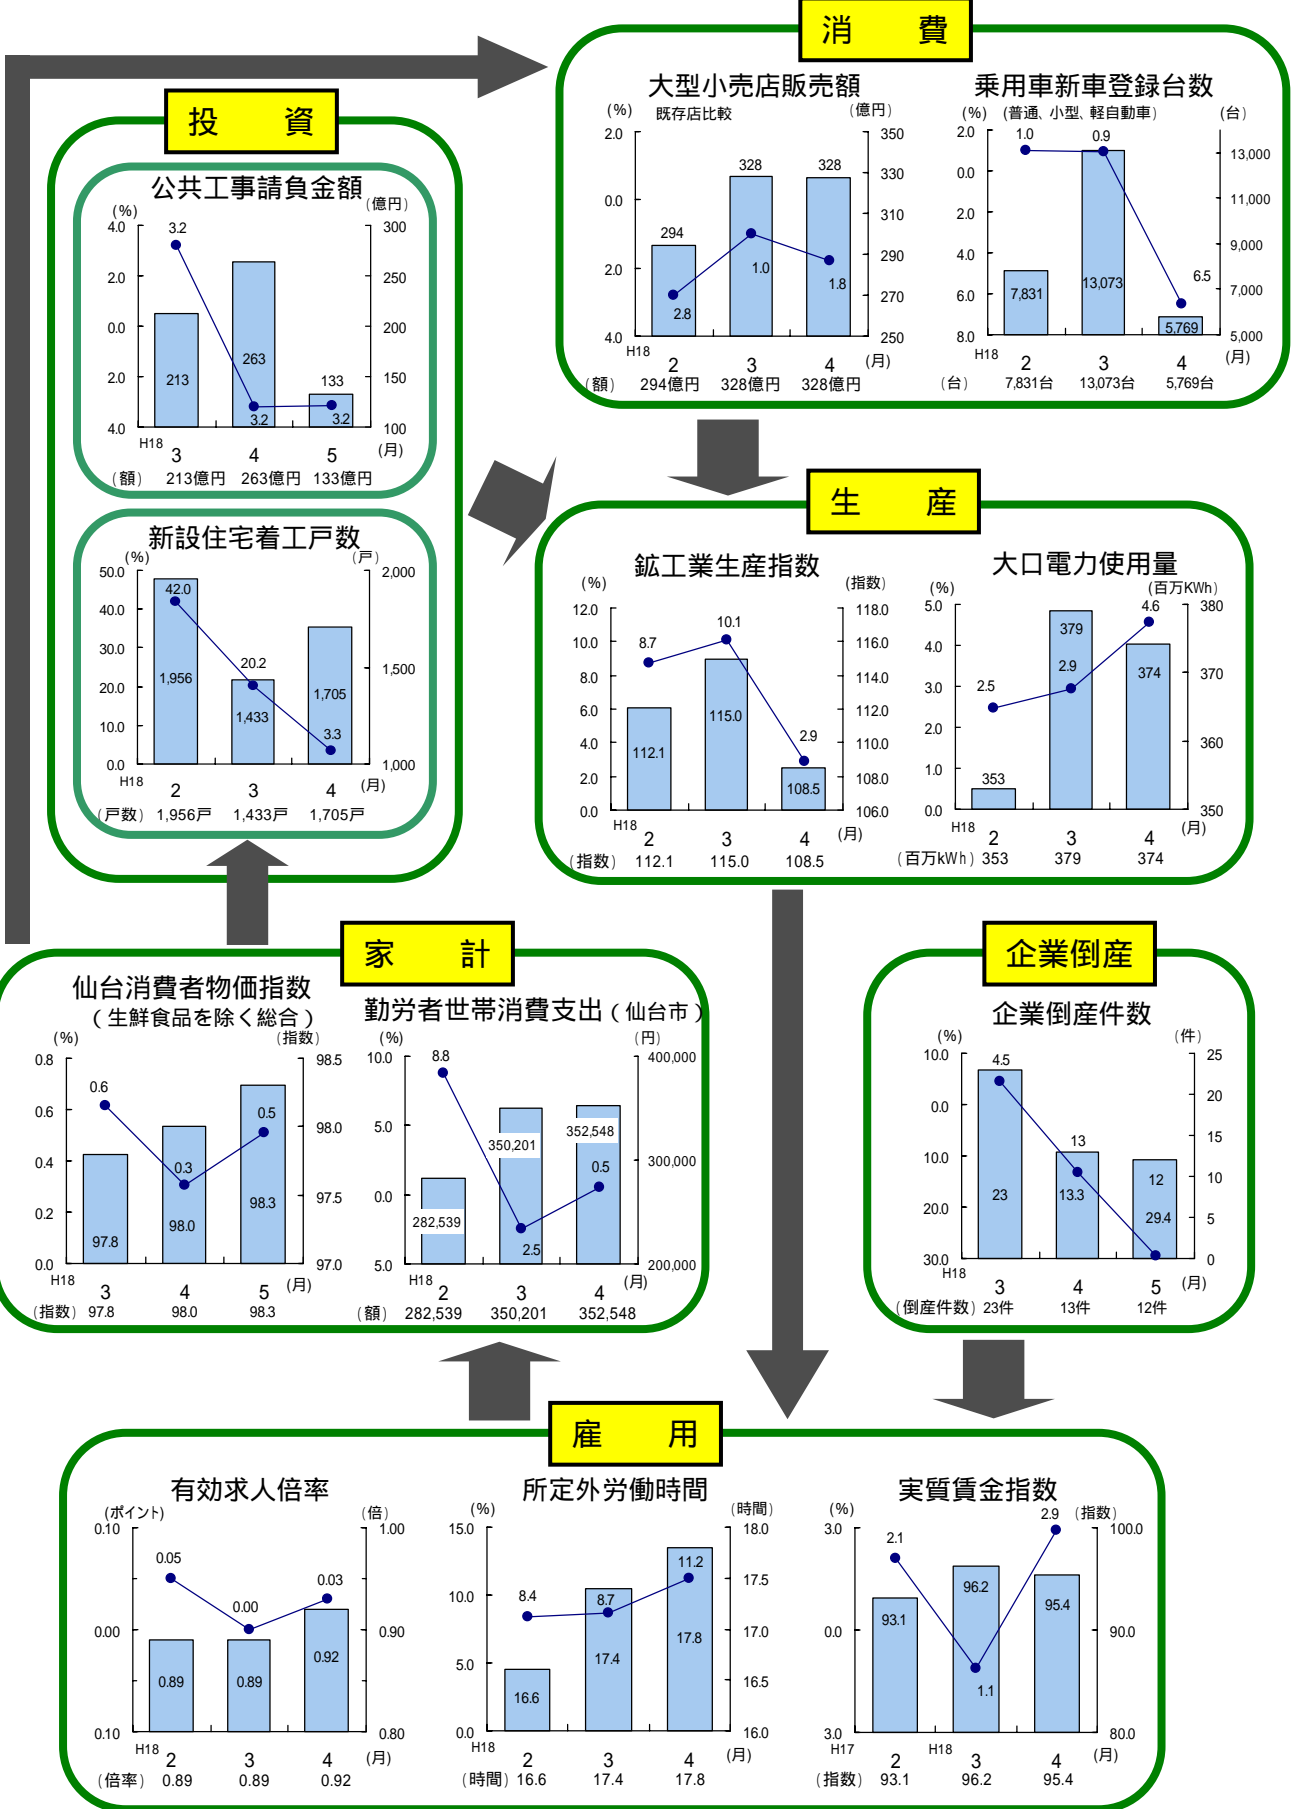 消　費
大型小売店販売額
(%)
既存店比較
(億円)
2.0
0.0
2.0
4.0
350
330
310
290
270
250
294
328
328
2.8
1.0
1.8
H18
2
3
4
(月)
(額)
294億円
328億円
328億円
乗用車新車登録台数
(%)
(普通、小型、軽自動車)
(台)
2.0
0.0
2.0
4.0
6.0
8.0
13,000
11,000
9,000
7,000
5,000
1.0
0.9
6.5
7,831
13,073
5,769
H18
2
3
4
(月)
(台)
7,831台
13,073台
5,769台
投　資
公共工事請負金額
(%)
(億円)
4.0
2.0
0.0
2.0
4.0
300
250
200
150
100
3.2
263
213
133
3.2
3.2
H18
3
4
5
(月)
(額)
213億円
263億円
133億円
新設住宅着工戸数
(%)
(戸)
50.0
40.0
30.0
20.0
10.0
0.0
2,000
1,500
1,000
42.0
20.2
3.3
1,956
1,433
1,705
H18
2
3
4
(月)
(戸数)
1,956戸
1,433戸
1,705戸
生　産
鉱工業生産指数
(%)
(指数)
12.0
10.0
8.0
6.0
4.0
2.0
0.0
118.0
116.0
114.0
112.0
110.0
108.0
106.0
8.7
10.1
2.9
112.1
115.0
108.5
H18
2
3
4
(月)
(指数)
112.1
115.0
108.5
大口電力使用量
(%)
(百万KWh)
5.0
4.0
3.0
2.0
1.0
0.0
380
370
360
350
2.5
2.9
4.6
353
379
374
H18
2
3
4
(月)
(百万kWh)
353
379
374
家　計
仙台消費者物価指数
(生鮮食品を除く総合)
(%)
(指数)
0.8
0.6
0.4
0.2
0.0
98.5
98.0
97.5
97.0
0.6
0.3
0.5
97.8
98.0
98.3
H18
3
4
5
(月)
(指数)
97.8
98.0
98.3
勤労者世帯消費支出(仙台市)
(%)
(円)
10.0
5.0
0.0
5.0
400,000
300,000
200,000
8.8
2.5
0.5
282,539
350,201
352,548
H18
2
3
4
(月)
(額)
282,539
350,201
352,548
企業倒産
企業倒産件数
(%)
(件)
10.0
0.0
10.0
20.0
30.0
25
20
15
10
5
0
4.5
13
12
23
13.3
29.4
H18
3
4
5
(月)
(倒産件数)
23件
13件
12件
雇　用
有効求人倍率
(ポイント)
(倍)
0.10
0.00
0.10
1.00
0.90
0.80
0.05
0.00
0.03
0.89
0.89
0.92
H18
2
3
4
(月)
(倍率)
0.89
0.89
0.92
所定外労働時間
(%)
(時間)
15.0
10.0
5.0
0.0
18.0
17.5
17.0
16.5
16.0
8.4
8.7
11.2
16.6
17.4
17.8
H18
2
3
4
(月)
(時間)
16.6
17.4
17.8
実質賃金指数
(%)
(指数)
3.0
0.0
3.0
100.0
90.0
80.0
2.1
1.1
2.9
93.1
96.2
95.4
H17
2
H18
3
4
(月)
(指数)
93.1
96.2
95.4